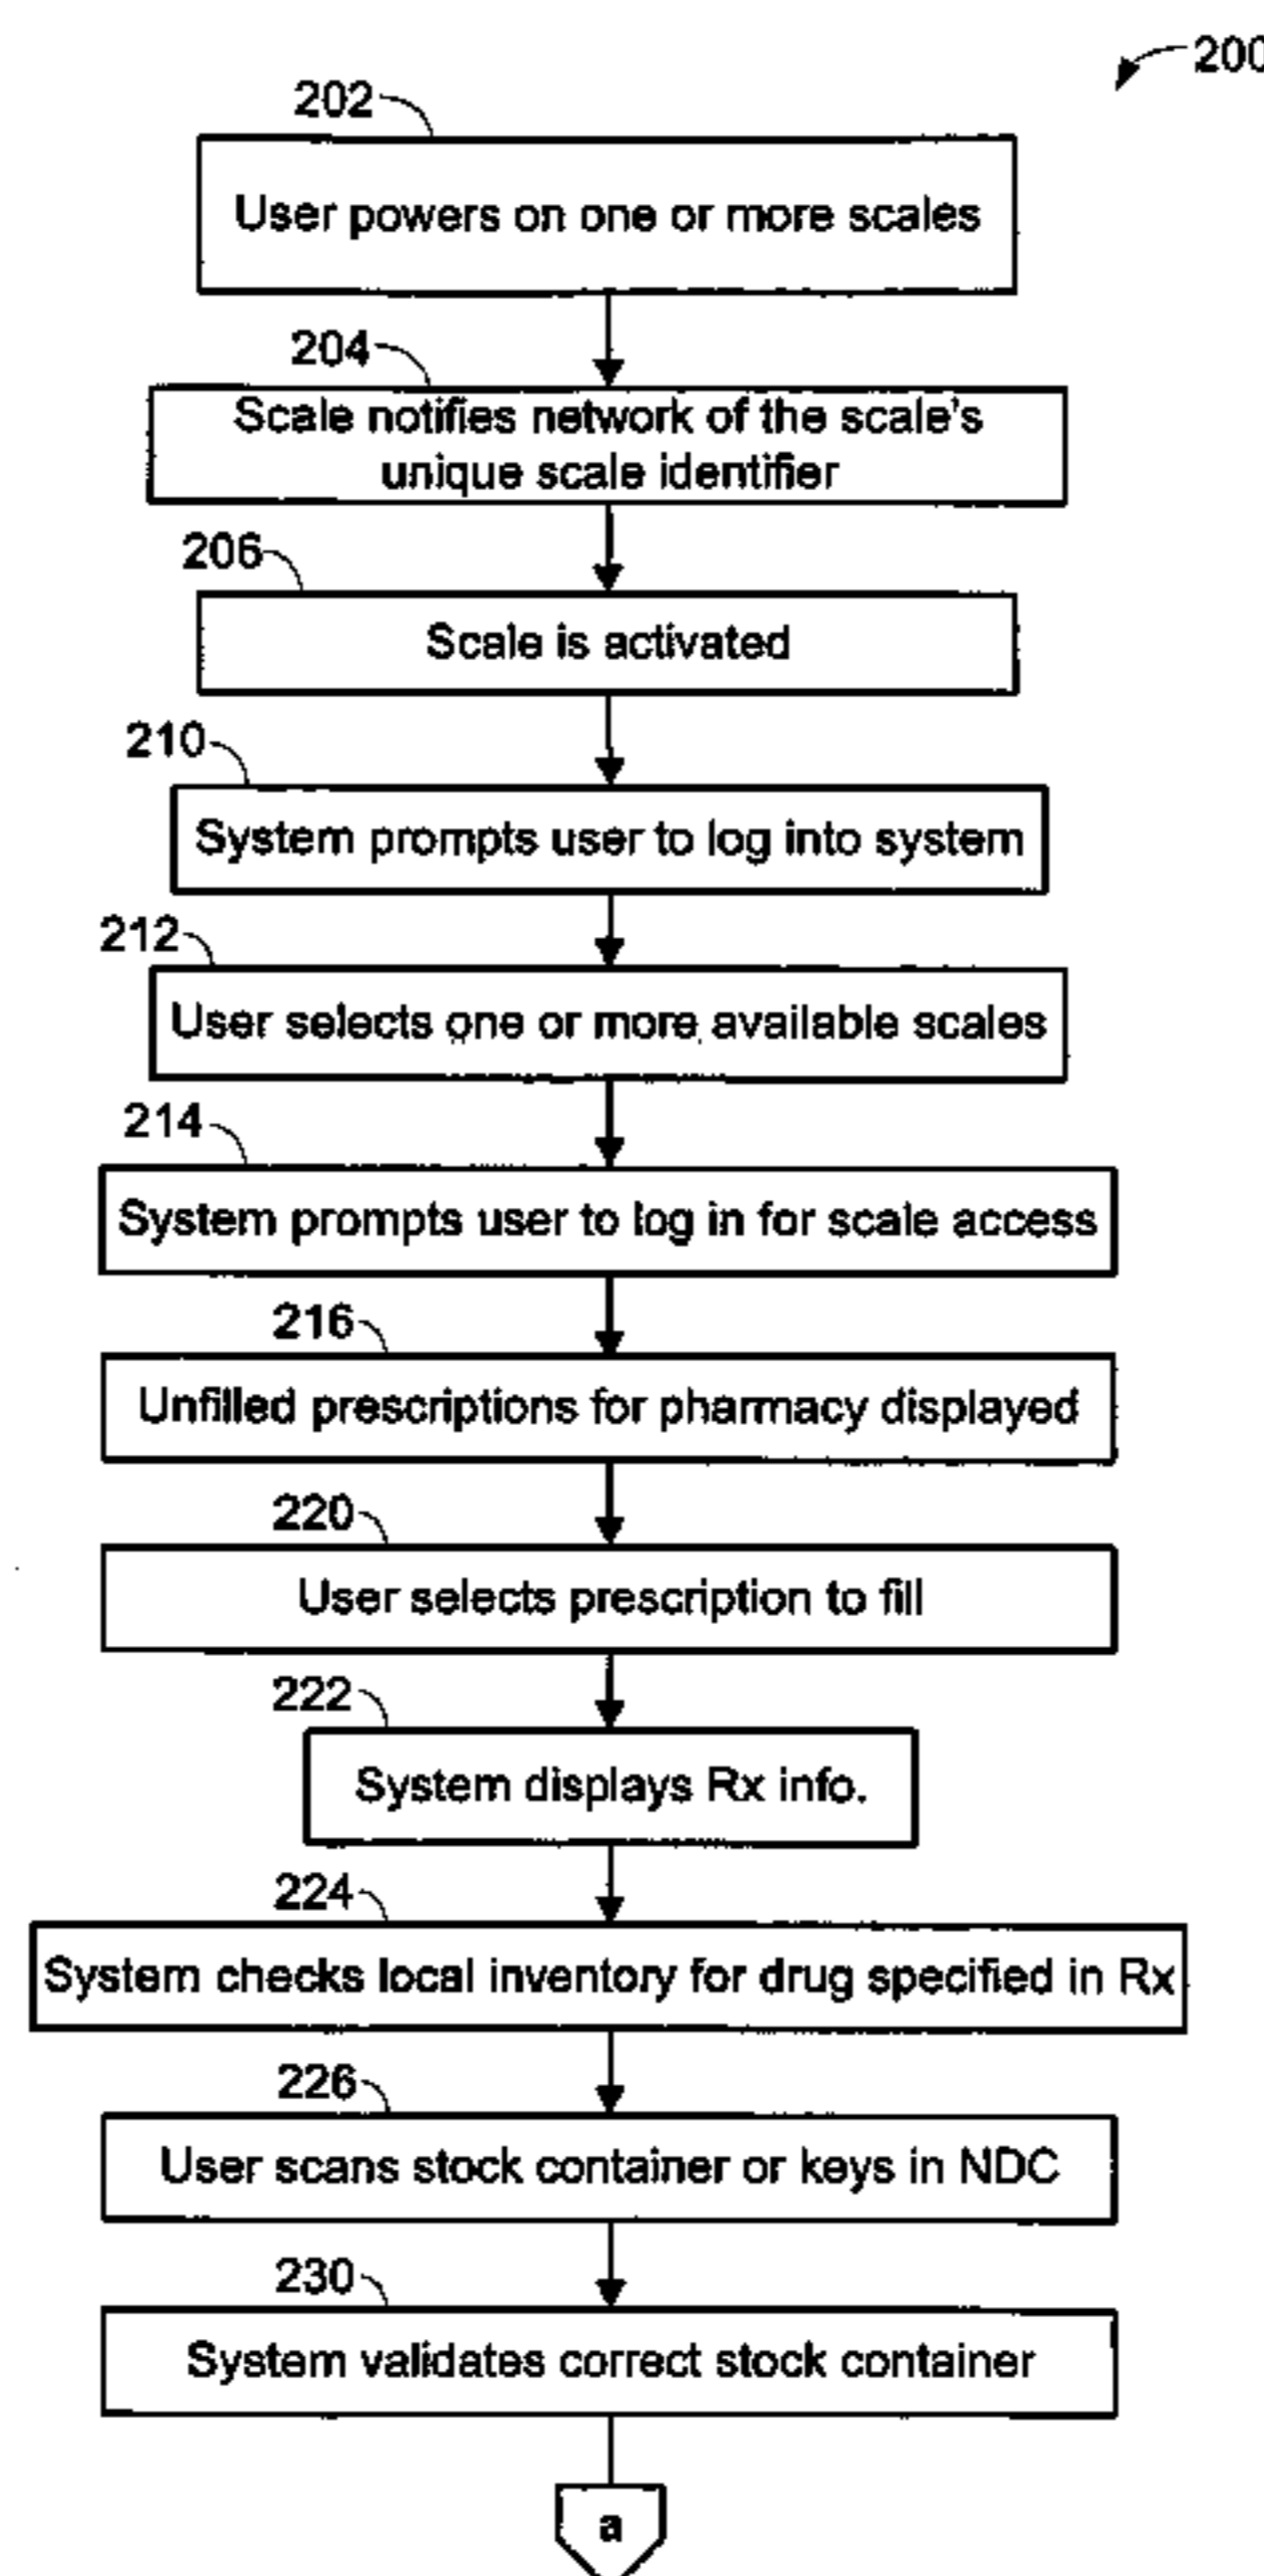 200
202
User powers on one or more scales
204
Scale notifies network of the scale's
unique scale identifier
206
Scale is activated
210
System prompts user to log into system
212
User selects one or more available scales
214
System prompts user to log in for scale access
216
Unfilled prescriptions for pharmacy displayed
220
User selects prescription to fill
222
System displays Rx info.
224
System checks local inventory for drug specified in Rx
226
User scans stock container or keys in NDC
230
System validates correct stock container
a